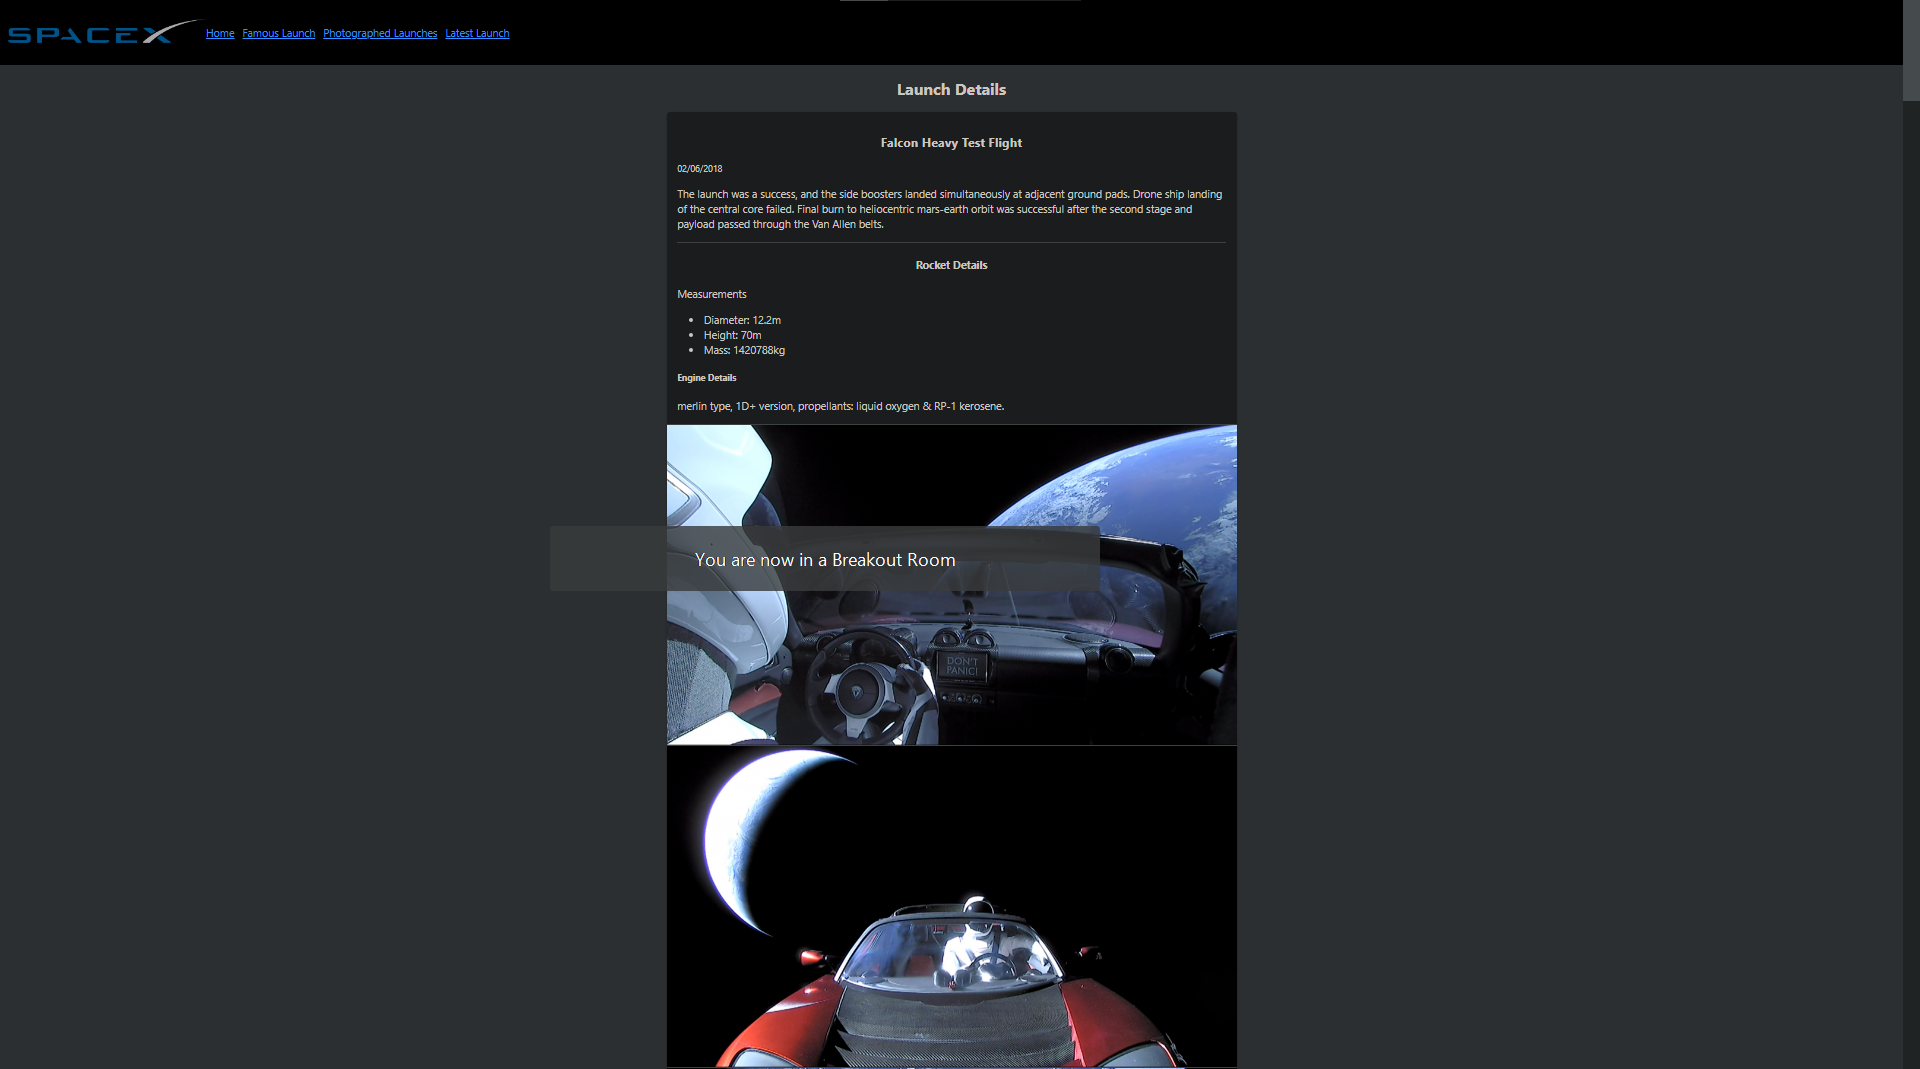 SPACEX
Home Famous Launch Photographed Launches Latest Launch
Launch Details
Falcon Heavy Test Flight
02/06/2018
The launch was a success, and the side boosters landed simultaneously at adjacent ground pads. Drone ship landing
of the central core failed. Final burn to heliocentric mars-earth orbit was successful after the second stage and
payload passed through the Van Allen belts.
Rocket Details
Measurements
• Diameter: 12.2m
• Height: 70m
• Mass: 1420788kg
Engine Details
merlin type, 1D+ version, propellants: liquid oxygen & RP-1 kerosene.
You are now in a Breakout Room
DON'T
PANIC!